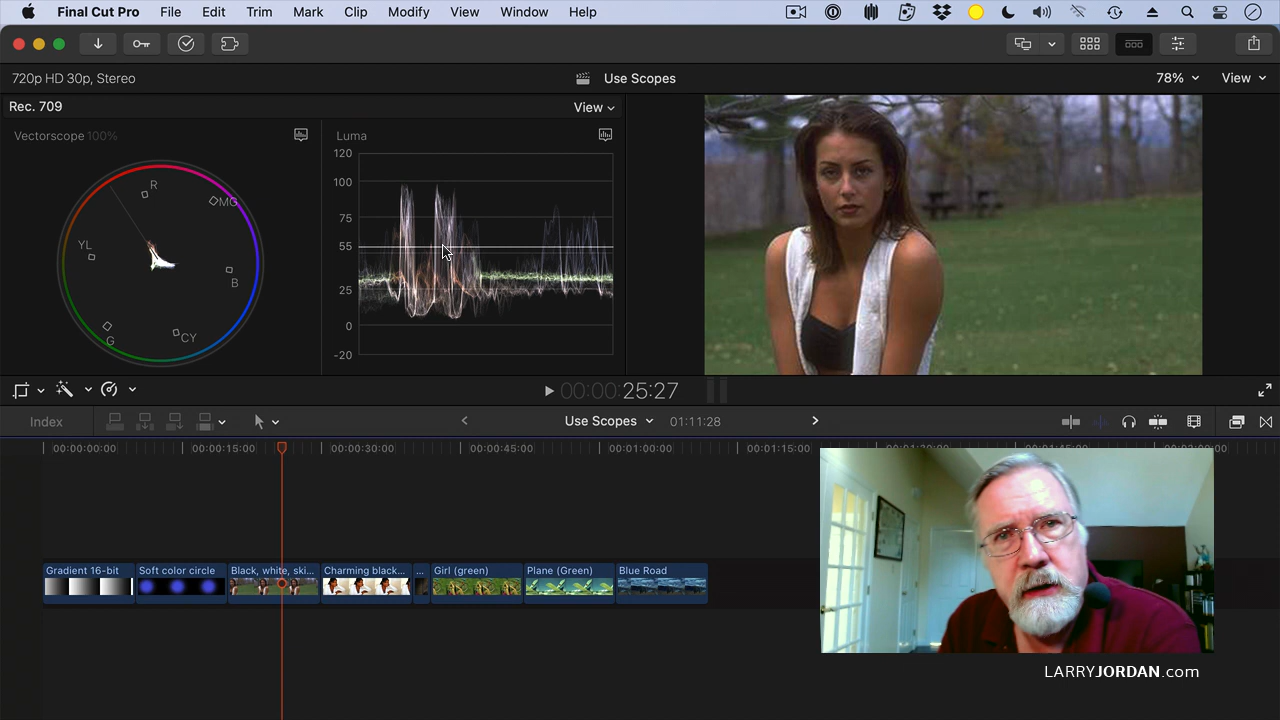 Final Cut Pro File Edit Trim Mark Clip Modify View Window Help
720p HD 30p, Stereo Use Scopes 78% View
Rec. 709 View
Vectorscope 100% Luma
R
MG
YL
B
G
CY
120
100
75
55
25
0
-20
00:00:00:25:27
Index Use Scopes 01:11:28
00:00:00:00 00:00:15:00 00:00:30:00 00:00:45:00 00:01:00:00 00:01:15:00
Gradient 16-bit Soft color circle Black, white, ski... Charming black... ... Girl (green) Plane (Green) Blue Road
LARRYJORDAN.com